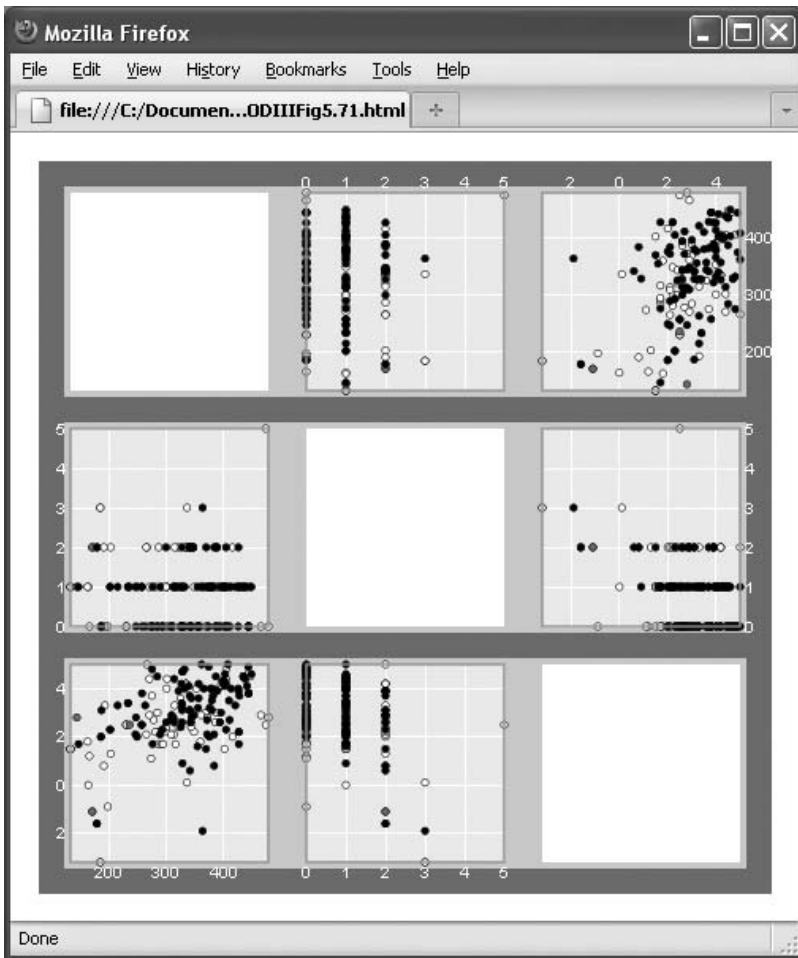 Mozilla Firefox
File Edit View History Bookmarks Tools Help
file:///C:/Documen...ODIIIFig5.71.html
0 1 2 3 4 5 2 0 2 4
400
300
200
5 5
4 4
3 3
2 2
1 1
0 0
4
2
0
2
200 300 400 0 1 2 3 4 5
Done